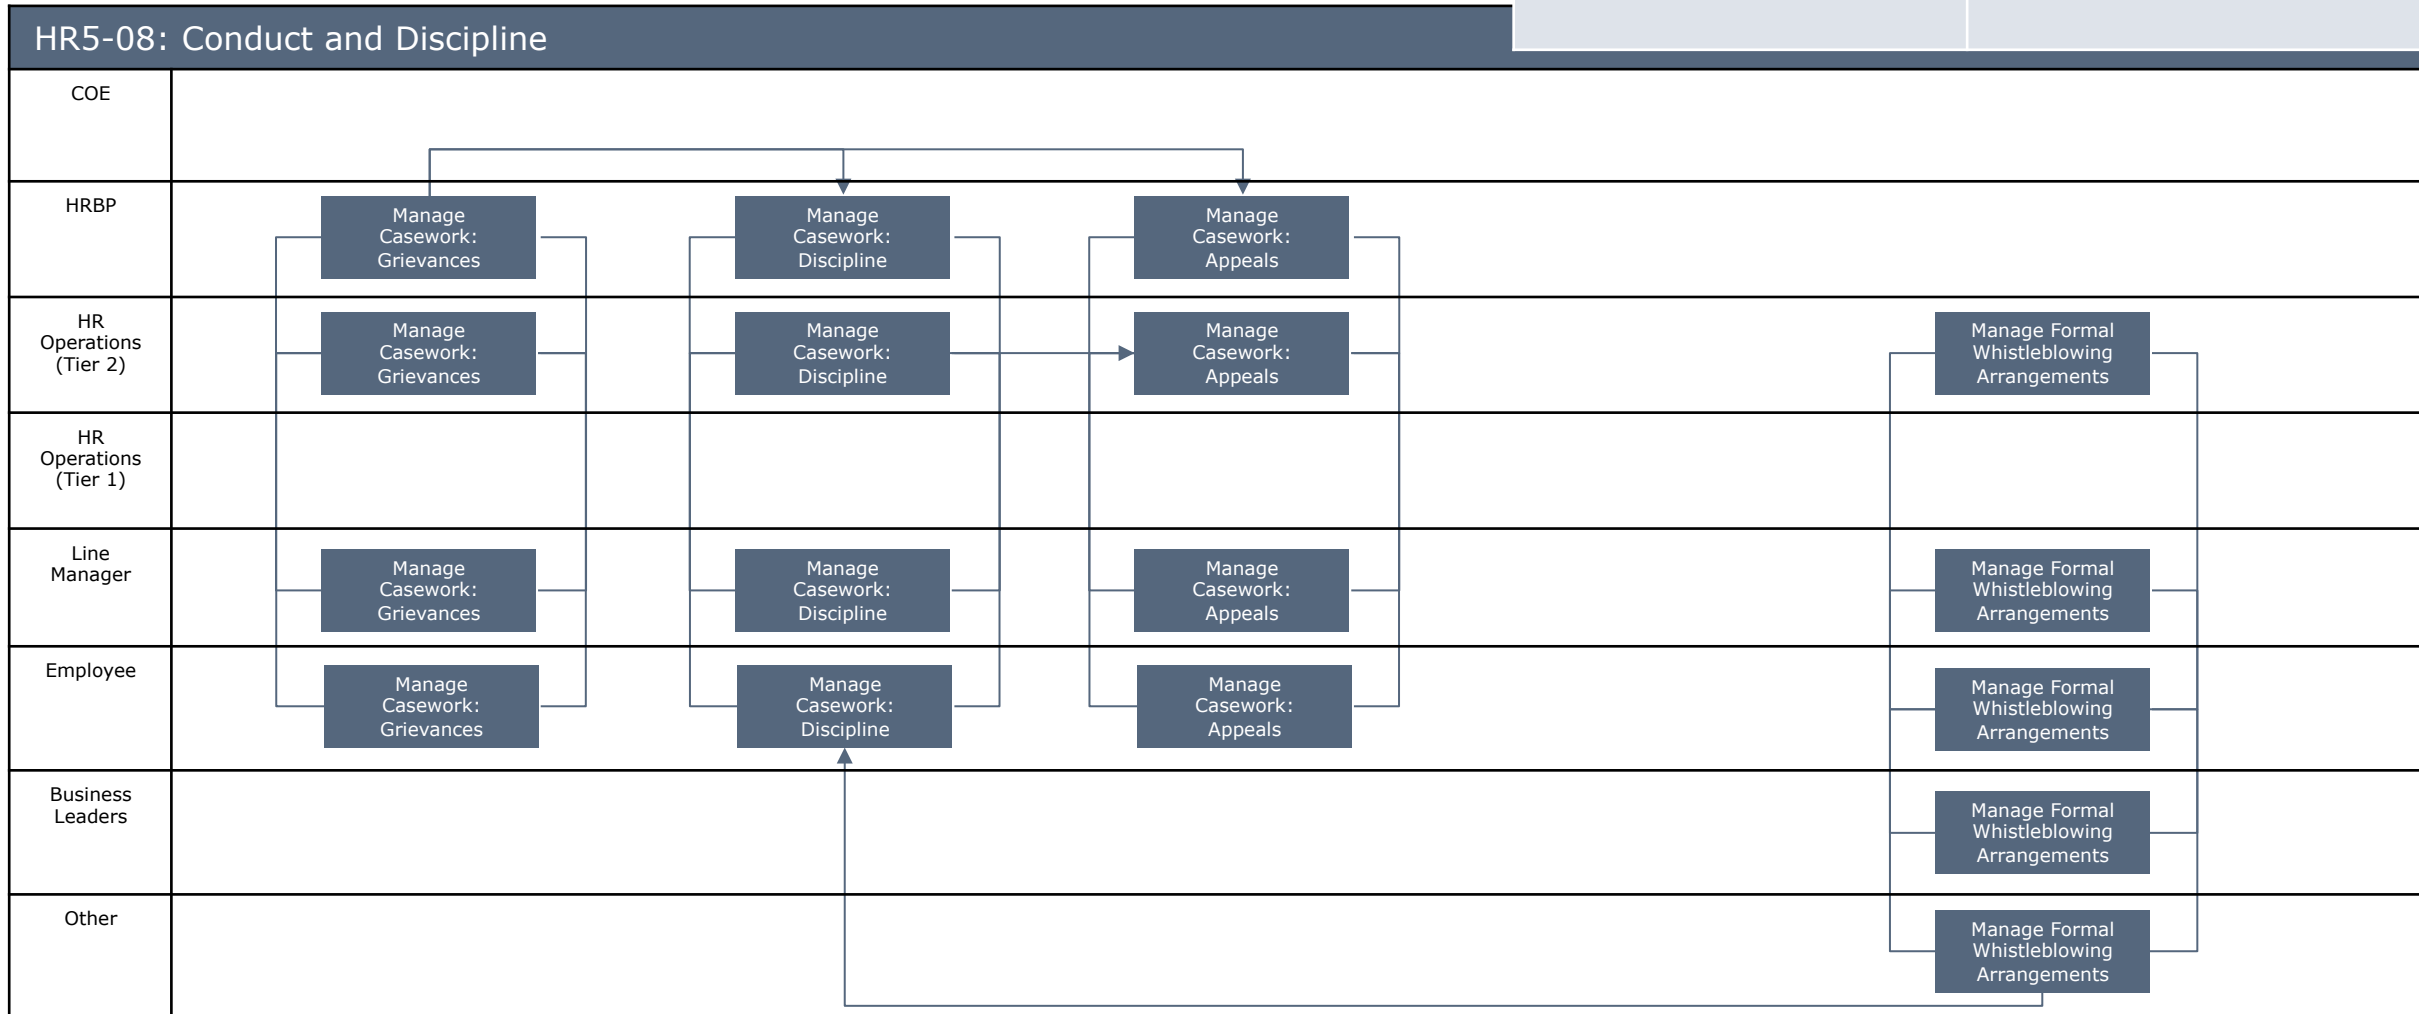 HR5-08: Conduct and Discipline
COE
HRBP
Manage
Casework:
Grievances
Manage
Casework:
Discipline
Manage
Casework:
Appeals
HR
Operations
(Tier 2)
Manage
Casework:
Grievances
Manage
Casework:
Discipline
Manage
Casework:
Appeals
Manage Formal
Whistleblowing
Arrangements
HR
Operations
(Tier 1)
Line
Manager
Manage
Casework:
Grievances
Manage
Casework:
Discipline
Manage
Casework:
Appeals
Manage Formal
Whistleblowing
Arrangements
Employee
Manage
Casework:
Grievances
Manage
Casework:
Discipline
Manage
Casework:
Appeals
Manage Formal
Whistleblowing
Arrangements
Business
Leaders
Manage Formal
Whistleblowing
Arrangements
Other
Manage Formal
Whistleblowing
Arrangements